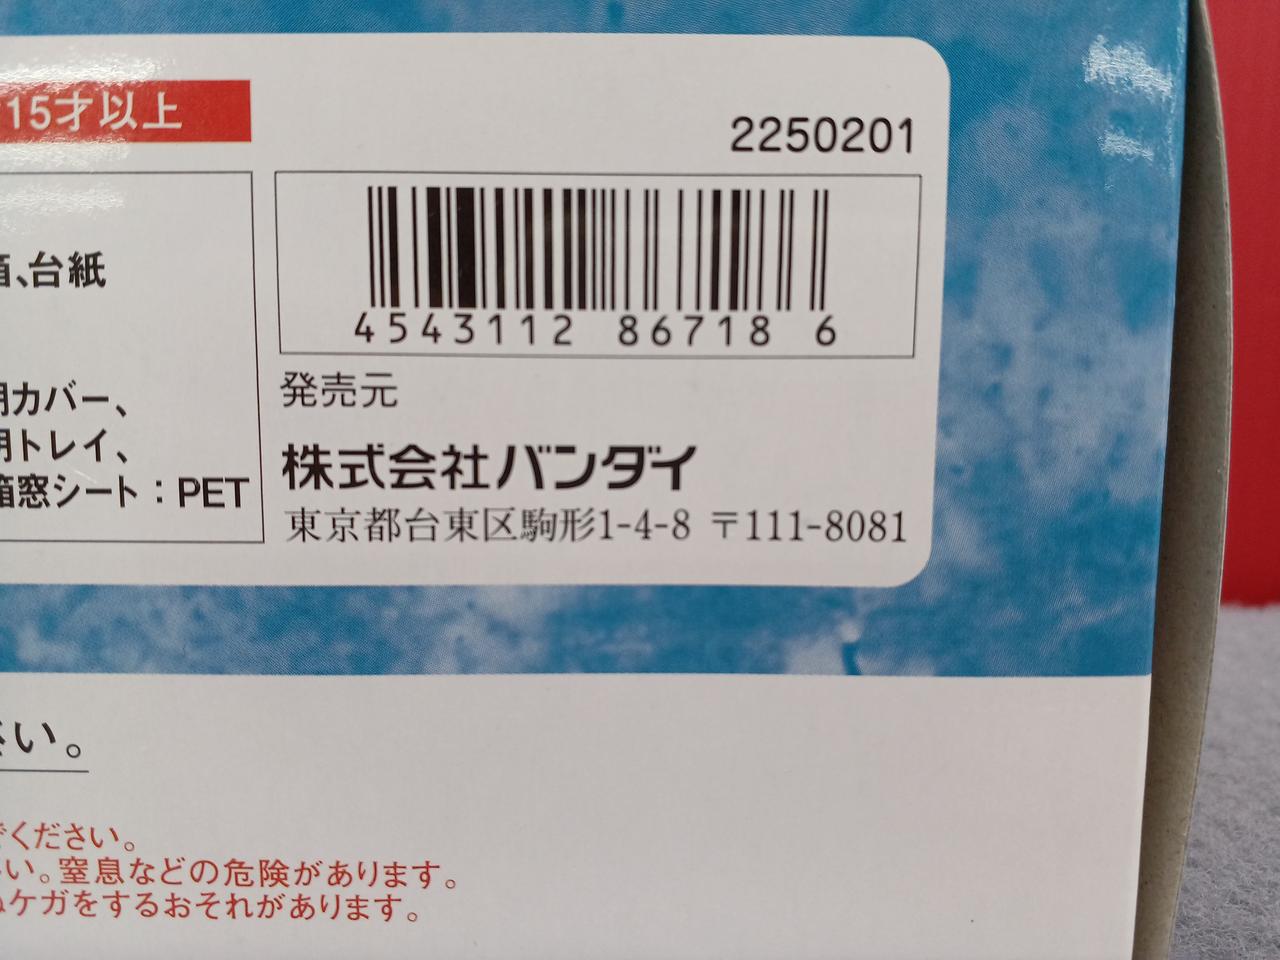 15才以上
2250201
4543112 86718 6
、台紙
カバー、
トレイ、
箱窓シート：PET
発売元
株式会社バンダイ
東京都台東区駒形1-4-8 〒111-8081
さい。
ください。
い。窒息などの危険があります。
ケガをするおそれがあります。